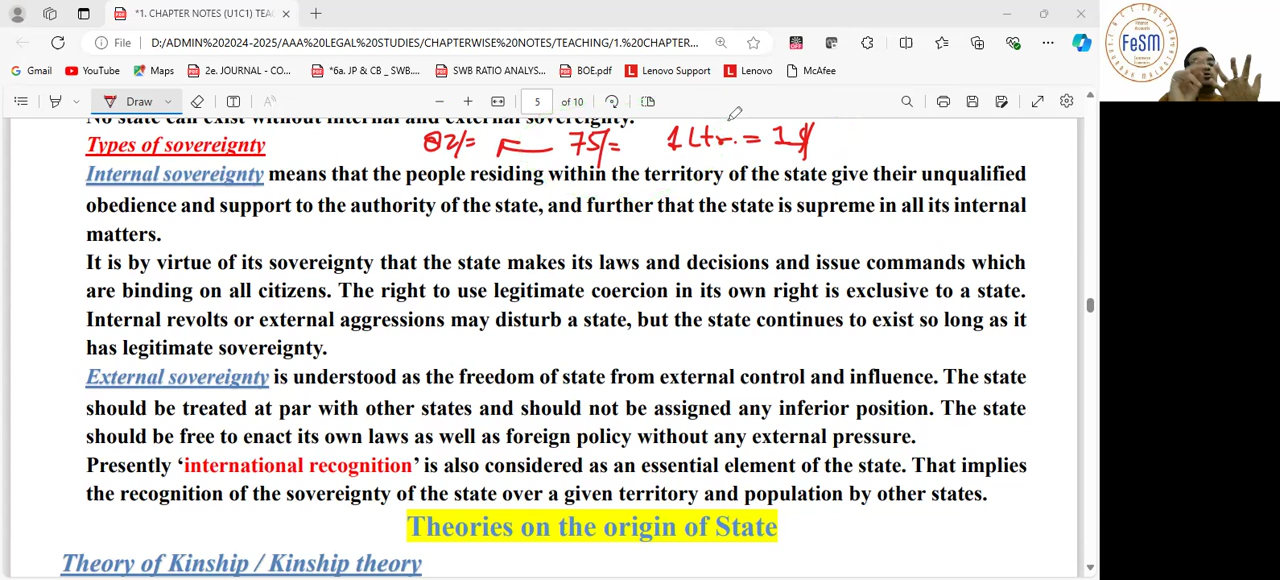 *1. CHAPTER NOTES (U1C1) TEAC
File
D:/ADMIN%202024-2025/AAA%20LEGAL%20STUDIES/CHAPTERWISE%20NOTES/TEACHING/1.%20CHAPTER...
Gmail YouTube Maps 2e. JOURNAL - CO... *6a. JP & CB _ SWB.... SWB RATIO ANALYS... BOE.pdf Lenovo Support Lenovo McAfee
Draw 5 of 10
No state can exist without internal and external sovereignty.
Types of sovereignty 82/= 75/= 1 Ltr. = 1$
Internal sovereignty means that the people residing within the territory of the state give their unqualified
obedience and support to the authority of the state, and further that the state is supreme in all its internal
matters.
It is by virtue of its sovereignty that the state makes its laws and decisions and issue commands which
are binding on all citizens. The right to use legitimate coercion in its own right is exclusive to a state.
Internal revolts or external aggressions may disturb a state, but the state continues to exist so long as it
has legitimate sovereignty.
External sovereignty is understood as the freedom of state from external control and influence. The state
should be treated at par with other states and should not be assigned any inferior position. The state
should be free to enact its own laws as well as foreign policy without any external pressure.
Presently ‘international recognition’ is also considered as an essential element of the state. That implies
the recognition of the sovereignty of the state over a given territory and population by other states.
Theories on the origin of State
Theory of Kinship / Kinship theory
FeSM